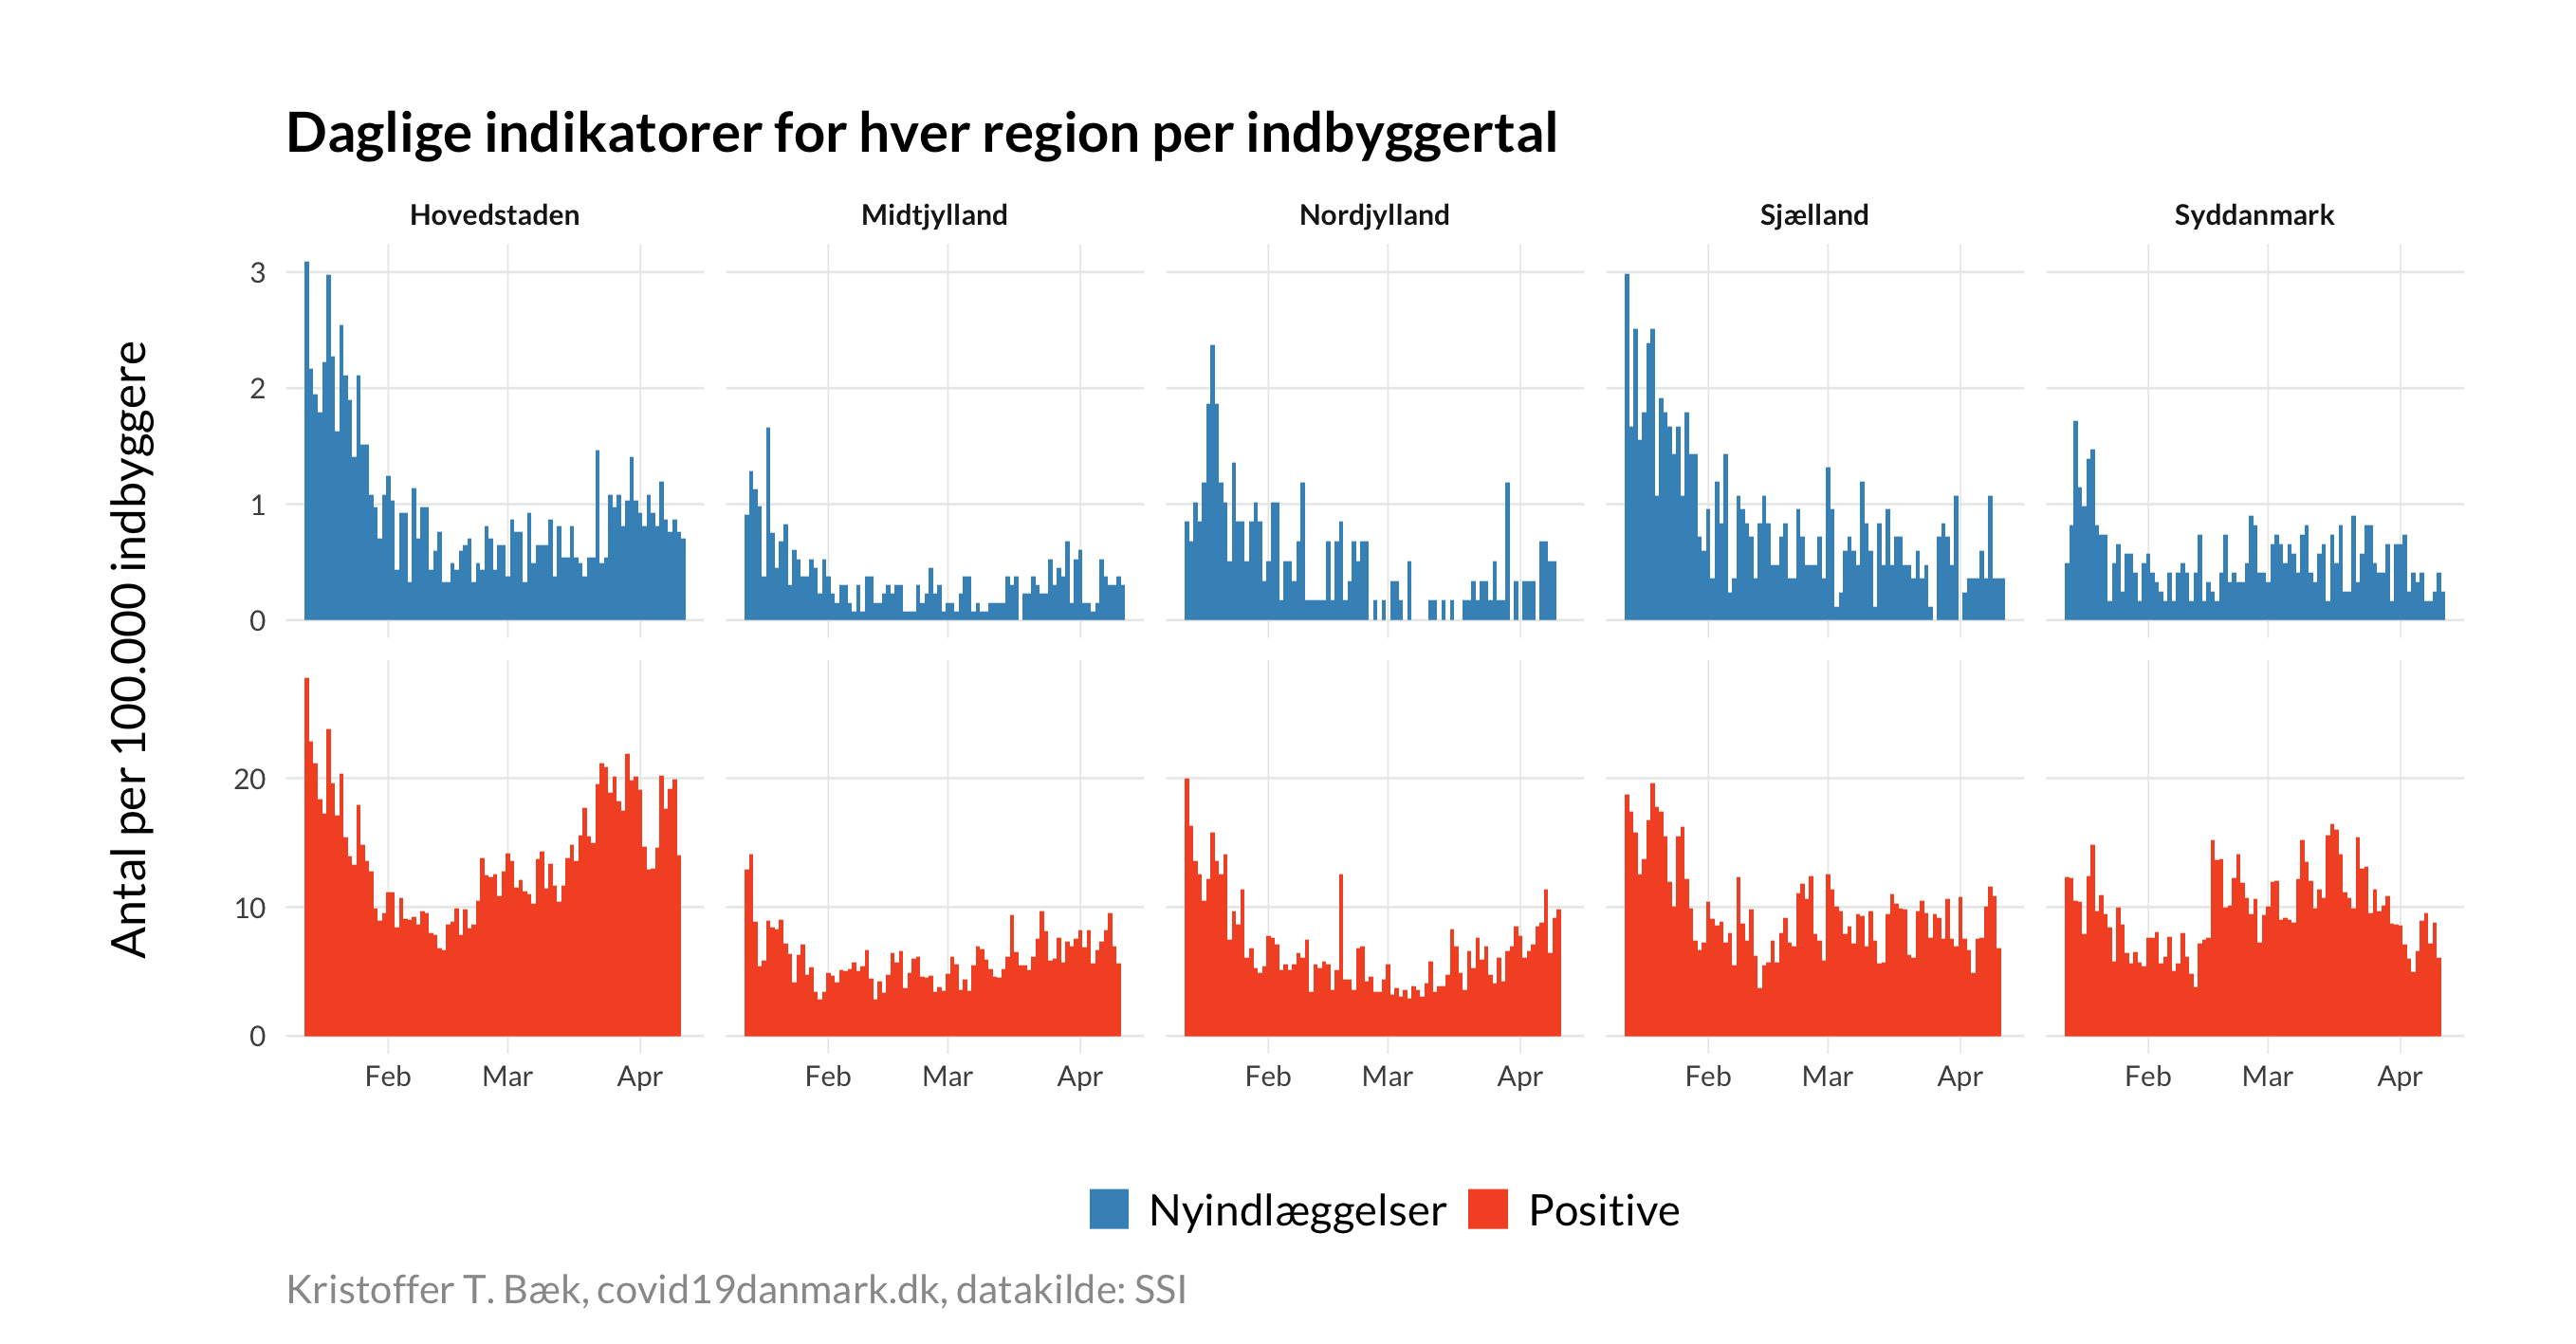 Daglige indikatorer for hver region per indbyggertal
Hovedstaden Midtjylland Nordjylland Sjælland Syddanmark
Antal per 100.000 indbyggere
3
2
1
0
20
10
0
Feb Mar Apr Feb Mar Apr Feb Mar Apr Feb Mar Apr Feb Mar Apr
Nyindlæggelser Positive
Kristoffer T. Bæk, covid19danmark.dk, datakilde: SSI